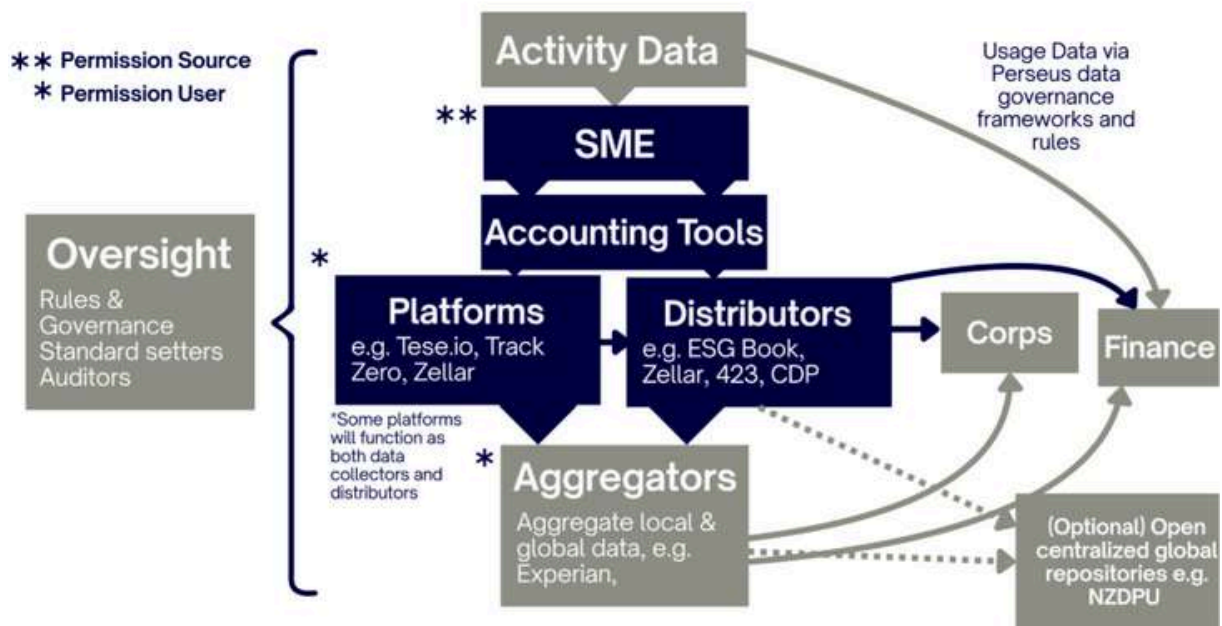 ** Permission Source
* Permission User
Activity Data
Usage Data via
Perseus data
governance
frameworks and
rules
**
SME
Accounting Tools
Oversight
Rules &
Governance
Standard setters
Auditors
*
Platforms
e.g. Tese.io, Track
Zero, Zellar
Distributors
e.g. ESG Book,
Zellar, 423, CDP
Corps
Finance
*Some platforms
will function as
both data
collectors and
distributors
*
Aggregators
Aggregate local &
global data, e.g.
Experian,
(Optional) Open
centralized global
repositories e.g.
NZDPU